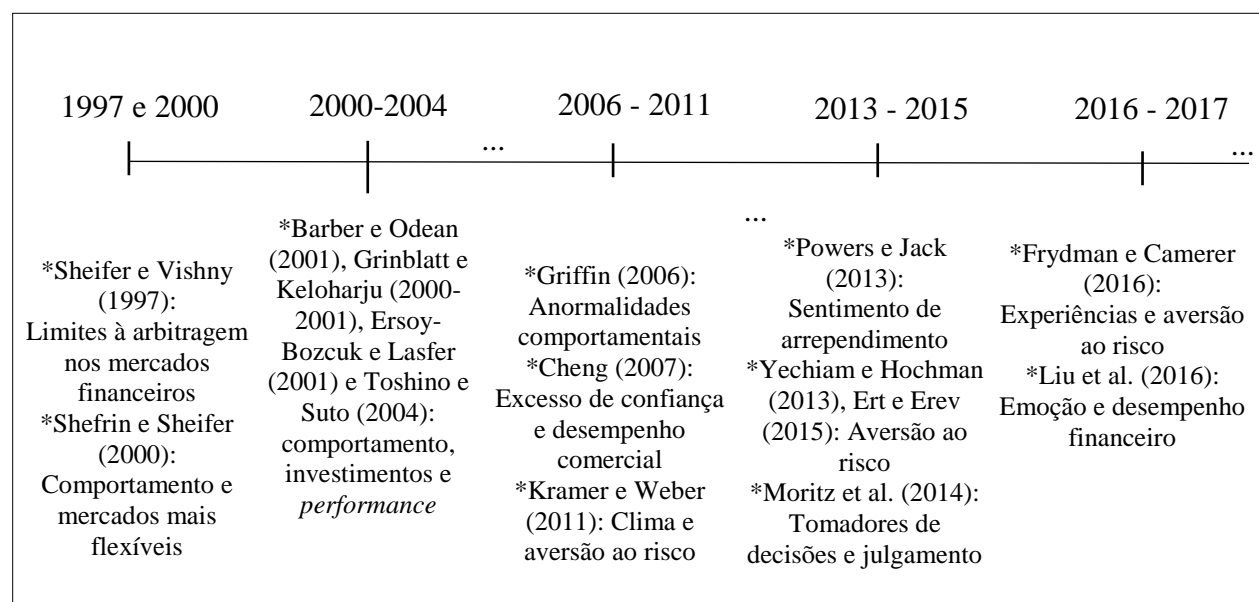 1997 e 2000
2000-2004
2006 - 2011
2013 - 2015
2016 - 2017
...
...
...
*Sheifer e Vishny
(1997):
Limites à arbitragem
nos mercados
financeiros
*Shefrin e Sheifer
(2000):
Comportamento e
mercados mais
flexíveis
*Barber e Odean
(2001), Grinblatt e
Keloharju (2000-
2001), Ersoy-
Bozcuk e Lasfer
(2001) e Toshino e
Suto (2004):
comportamento,
investimentos e
performance
*Griffin (2006):
Anormalidades
comportamentais
*Cheng (2007):
Excesso de confiança
e desempenho
comercial
*Kramer e Weber
(2011): Clima e
aversão ao risco
*Powers e Jack
(2013):
Sentimento de
arrependimento
*Yechiam e Hochman
(2013), Ert e Erev
(2015): Aversão ao
risco
*Moritz et al. (2014):
Tomadores de
decisões e julgamento
*Frydman e Camerer
(2016):
Experiências e aversão
ao risco
*Liu et al. (2016):
Emoção e desempenho
financeiro